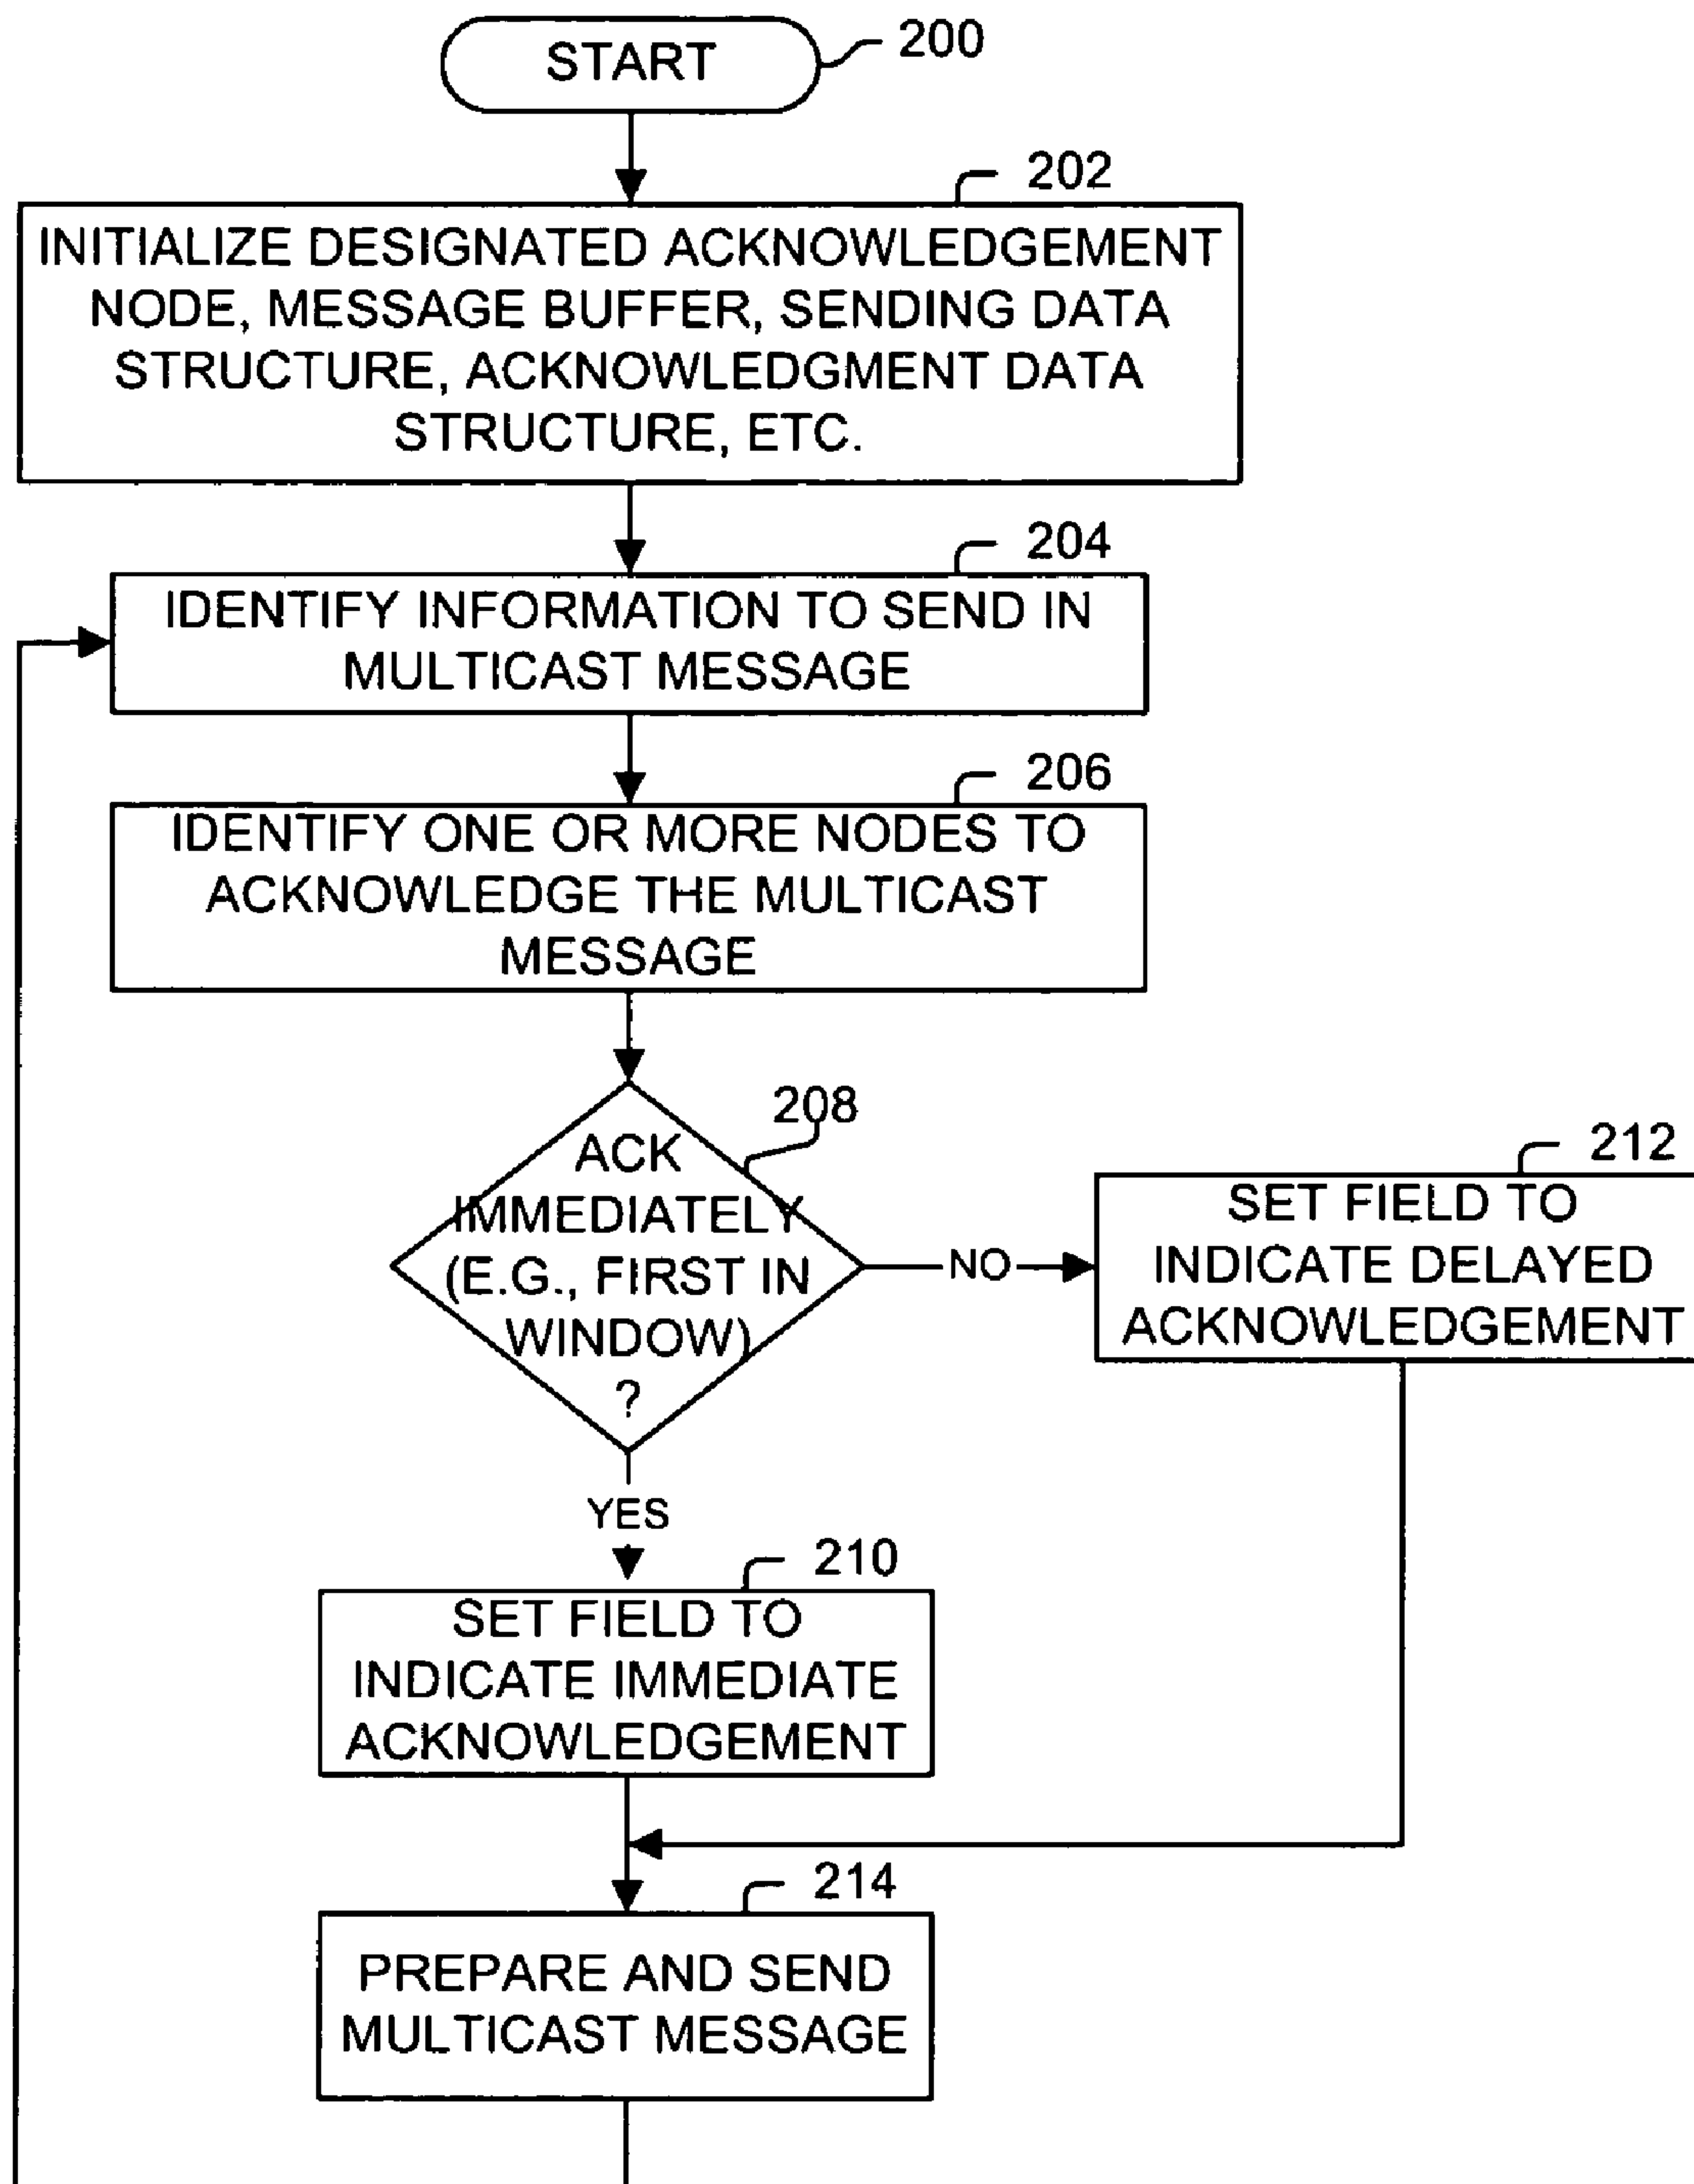 START
200
202
INITIALIZE DESIGNATED ACKNOWLEDGEMENT
NODE, MESSAGE BUFFER, SENDING DATA
STRUCTURE, ACKNOWLEDGMENT DATA
STRUCTURE, ETC.
204
IDENTIFY INFORMATION TO SEND IN
MULTICAST MESSAGE
206
IDENTIFY ONE OR MORE NODES TO
ACKNOWLEDGE THE MULTICAST
MESSAGE
208
ACK
IMMEDIATELY
(E.G., FIRST IN
WINDOW)
?
NO
212
SET FIELD TO
INDICATE DELAYED
ACKNOWLEDGEMENT
YES
210
SET FIELD TO
INDICATE IMMEDIATE
ACKNOWLEDGEMENT
214
PREPARE AND SEND
MULTICAST MESSAGE